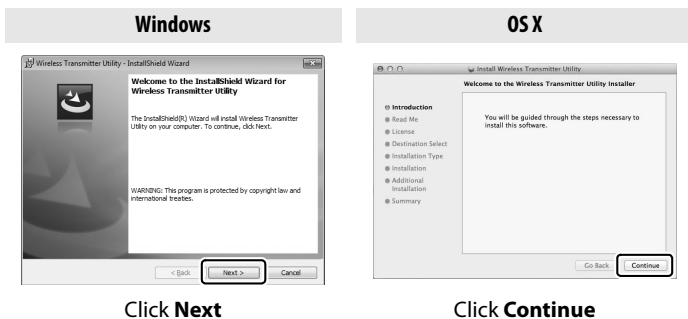 Windows
Wireless Transmitter Utility - InstallShield Wizard
Welcome to the InstallShield Wizard for
Wireless Transmitter Utility
The InstallShield(R) Wizard will install Wireless Transmitter
Utility on your computer. To continue, click Next.
WARNING: This program is protected by copyright law and
international treaties.
< Back
Next >
Cancel
Click Next
OS X
Install Wireless Transmitter Utility
Welcome to the Wireless Transmitter Utility Installer
Introduction
Read Me
License
Destination Select
Installation Type
Installation
Additional
Installation
Summary
You will be guided through the steps necessary to
install this software.
Go Back
Continue
Click Continue